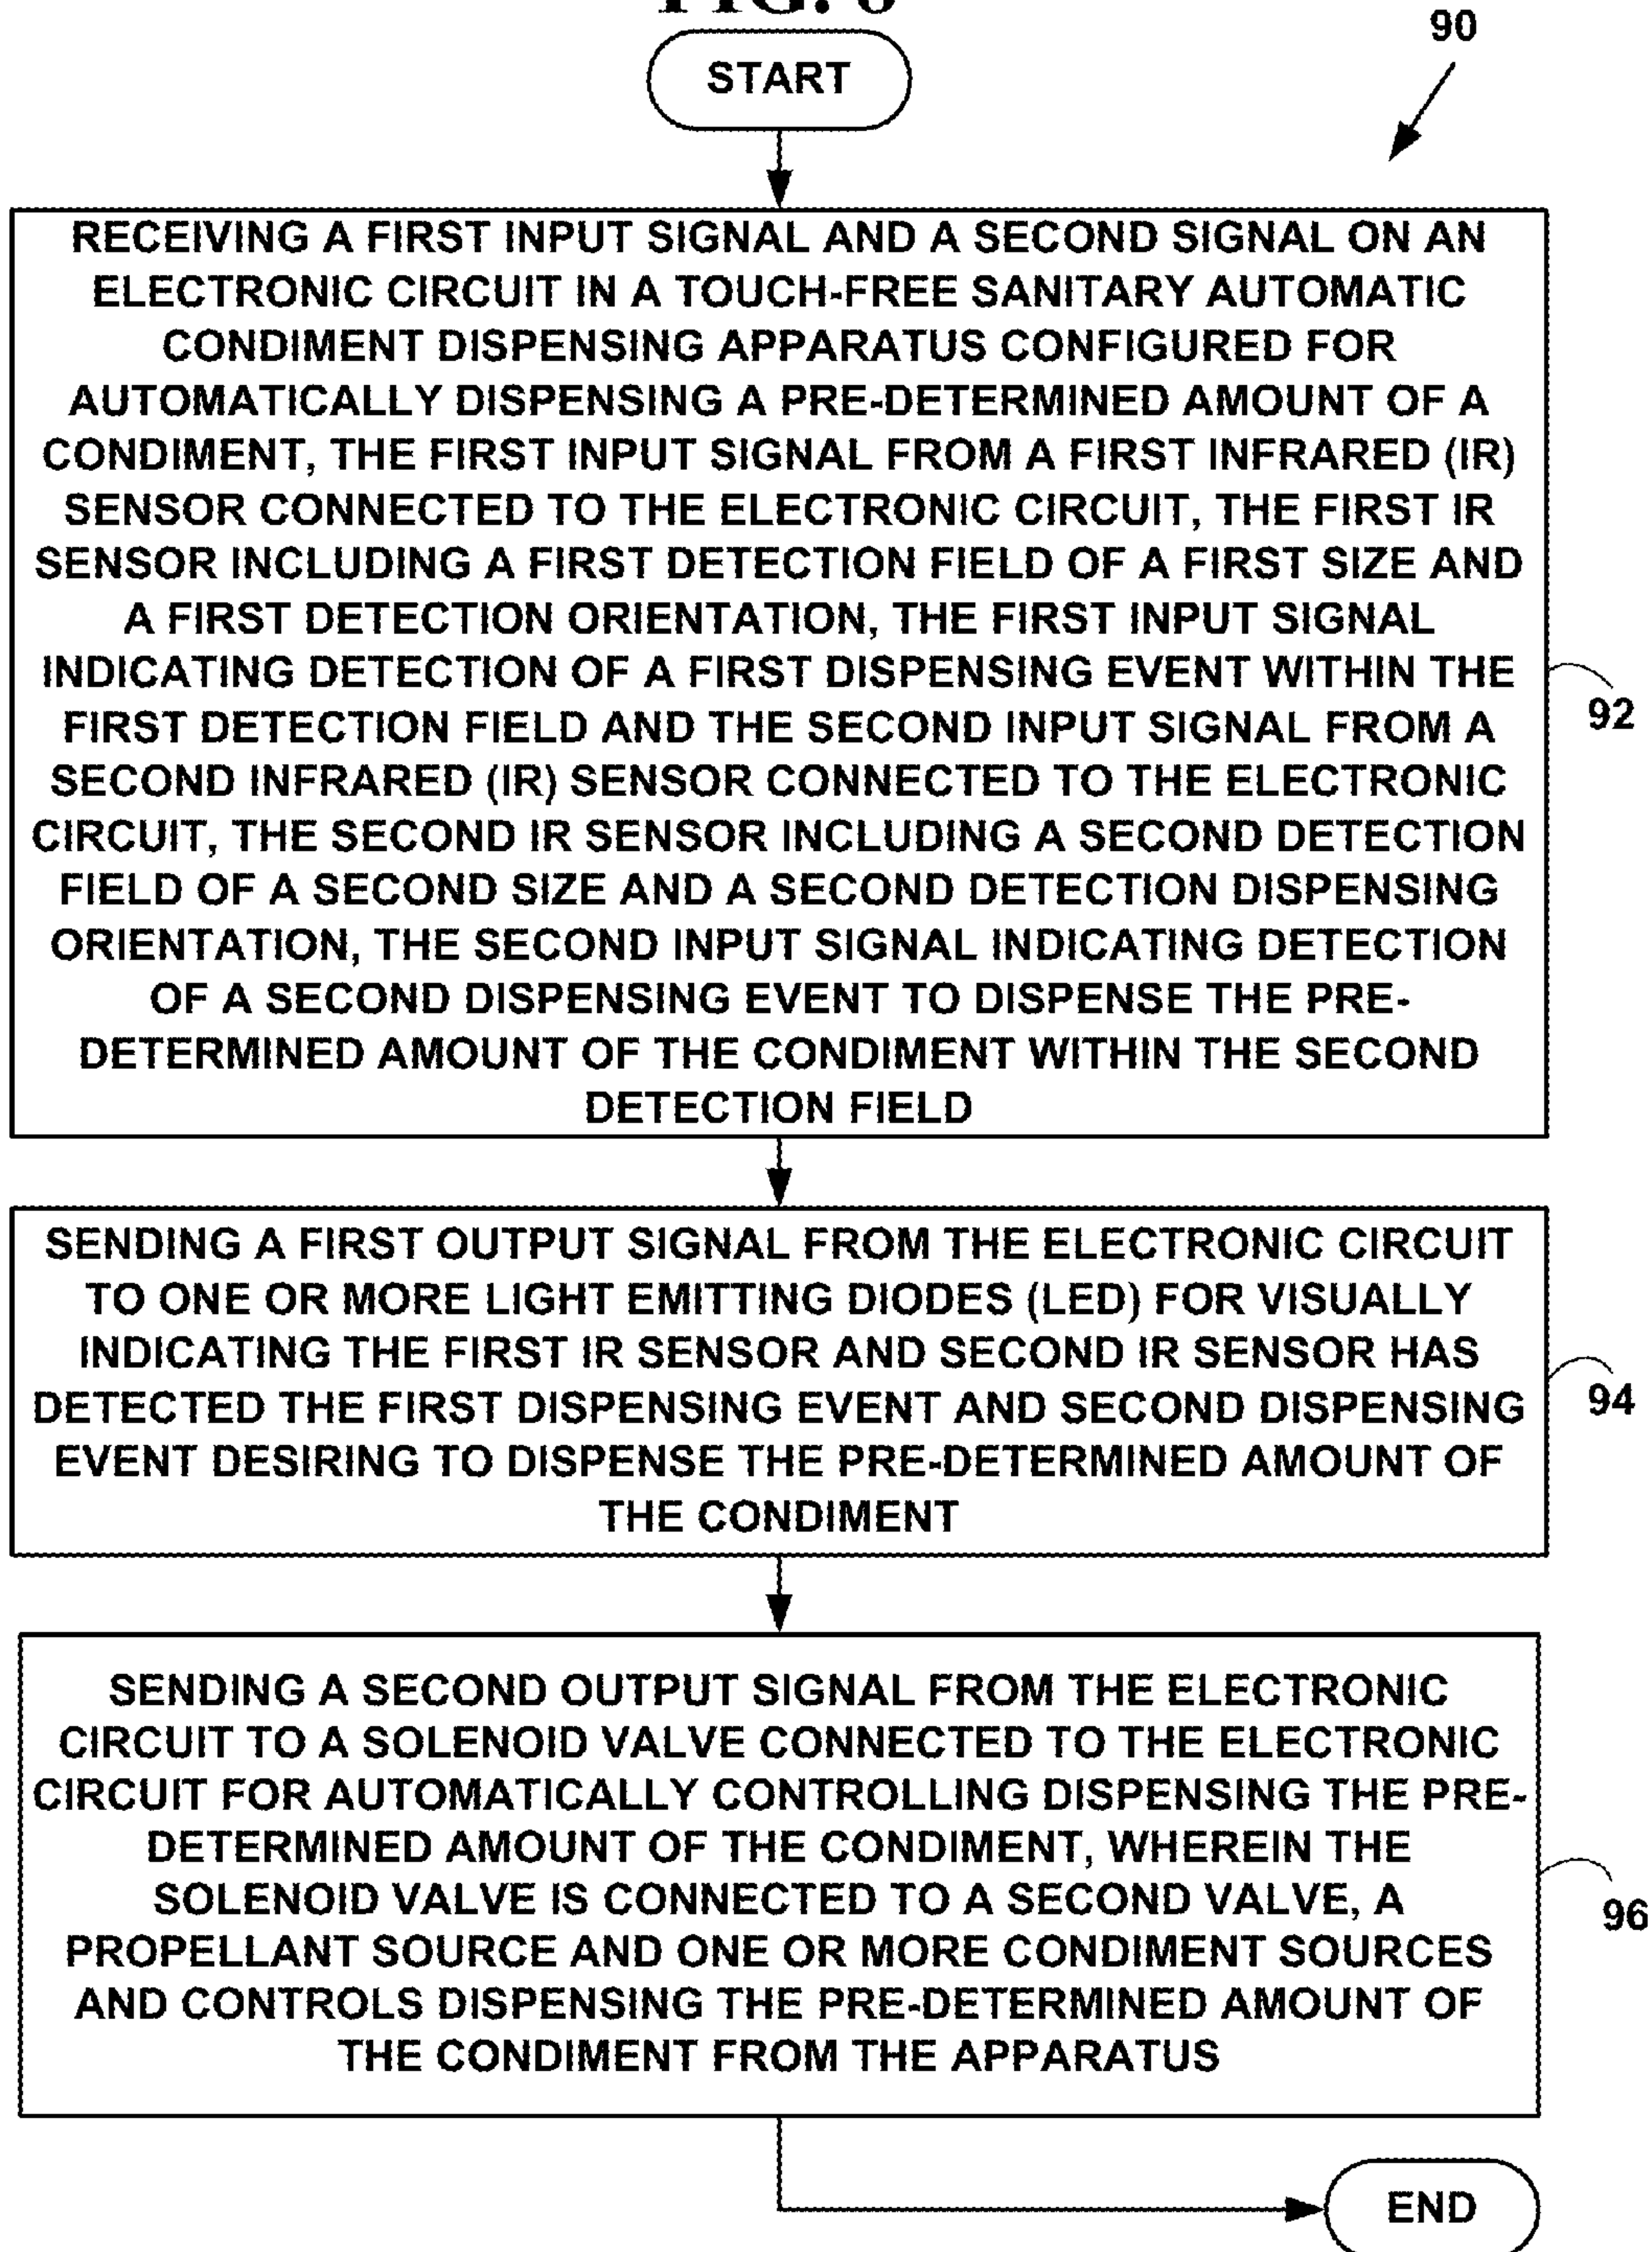 90
START
RECEIVING A FIRST INPUT SIGNAL AND A SECOND SIGNAL ON AN
ELECTRONIC CIRCUIT IN A TOUCH-FREE SANITARY AUTOMATIC
CONDIMENT DISPENSING APPARATUS CONFIGURED FOR
AUTOMATICALLY DISPENSING A PRE-DETERMINED AMOUNT OF A
CONDIMENT, THE FIRST INPUT SIGNAL FROM A FIRST INFRARED (IR)
SENSOR CONNECTED TO THE ELECTRONIC CIRCUIT, THE FIRST IR
SENSOR INCLUDING A FIRST DETECTION FIELD OF A FIRST SIZE AND
A FIRST DETECTION ORIENTATION, THE FIRST INPUT SIGNAL
INDICATING DETECTION OF A FIRST DISPENSING EVENT WITHIN THE
FIRST DETECTION FIELD AND THE SECOND INPUT SIGNAL FROM A
SECOND INFRARED (IR) SENSOR CONNECTED TO THE ELECTRONIC
CIRCUIT, THE SECOND IR SENSOR INCLUDING A SECOND DETECTION
FIELD OF A SECOND SIZE AND A SECOND DETECTION DISPENSING
ORIENTATION, THE SECOND INPUT SIGNAL INDICATING DETECTION
OF A SECOND DISPENSING EVENT TO DISPENSE THE PRE-
DETERMINED AMOUNT OF THE CONDIMENT WITHIN THE SECOND
DETECTION FIELD
92
SENDING A FIRST OUTPUT SIGNAL FROM THE ELECTRONIC CIRCUIT
TO ONE OR MORE LIGHT EMITTING DIODES (LED) FOR VISUALLY
INDICATING THE FIRST IR SENSOR AND SECOND IR SENSOR HAS
DETECTED THE FIRST DISPENSING EVENT AND SECOND DISPENSING
EVENT DESIRING TO DISPENSE THE PRE-DETERMINED AMOUNT OF
THE CONDIMENT
94
SENDING A SECOND OUTPUT SIGNAL FROM THE ELECTRONIC
CIRCUIT TO A SOLENOID VALVE CONNECTED TO THE ELECTRONIC
CIRCUIT FOR AUTOMATICALLY CONTROLLING DISPENSING THE PRE-
DETERMINED AMOUNT OF THE CONDIMENT, WHEREIN THE
SOLENOID VALVE IS CONNECTED TO A SECOND VALVE, A
PROPELLANT SOURCE AND ONE OR MORE CONDIMENT SOURCES
AND CONTROLS DISPENSING THE PRE-DETERMINED AMOUNT OF
THE CONDIMENT FROM THE APPARATUS
96
END